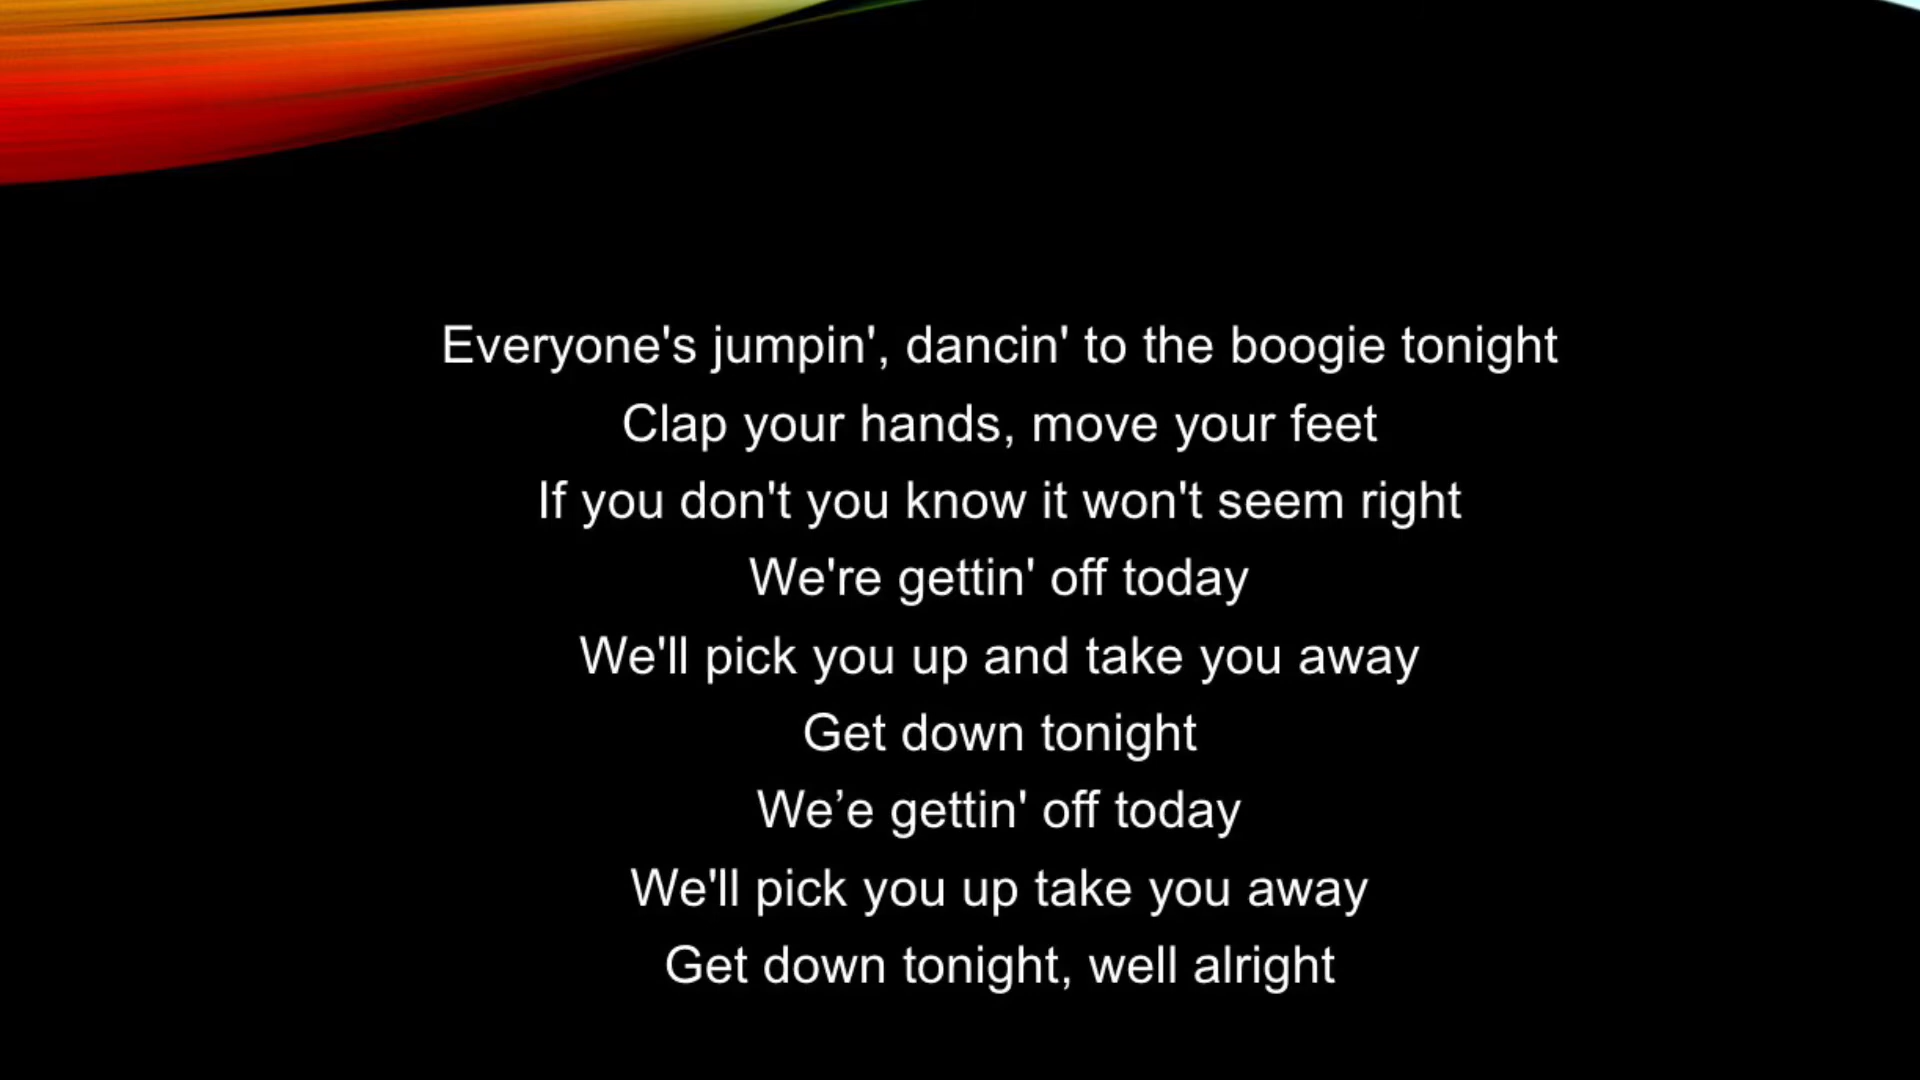 Everyone's jumpin', dancin' to the boogie tonight
Clap your hands, move your feet
If you don't you know it won't seem right
We're gettin' off today
We'll pick you up and take you away
Get down tonight
We’e gettin' off today
We'll pick you up take you away
Get down tonight, well alright